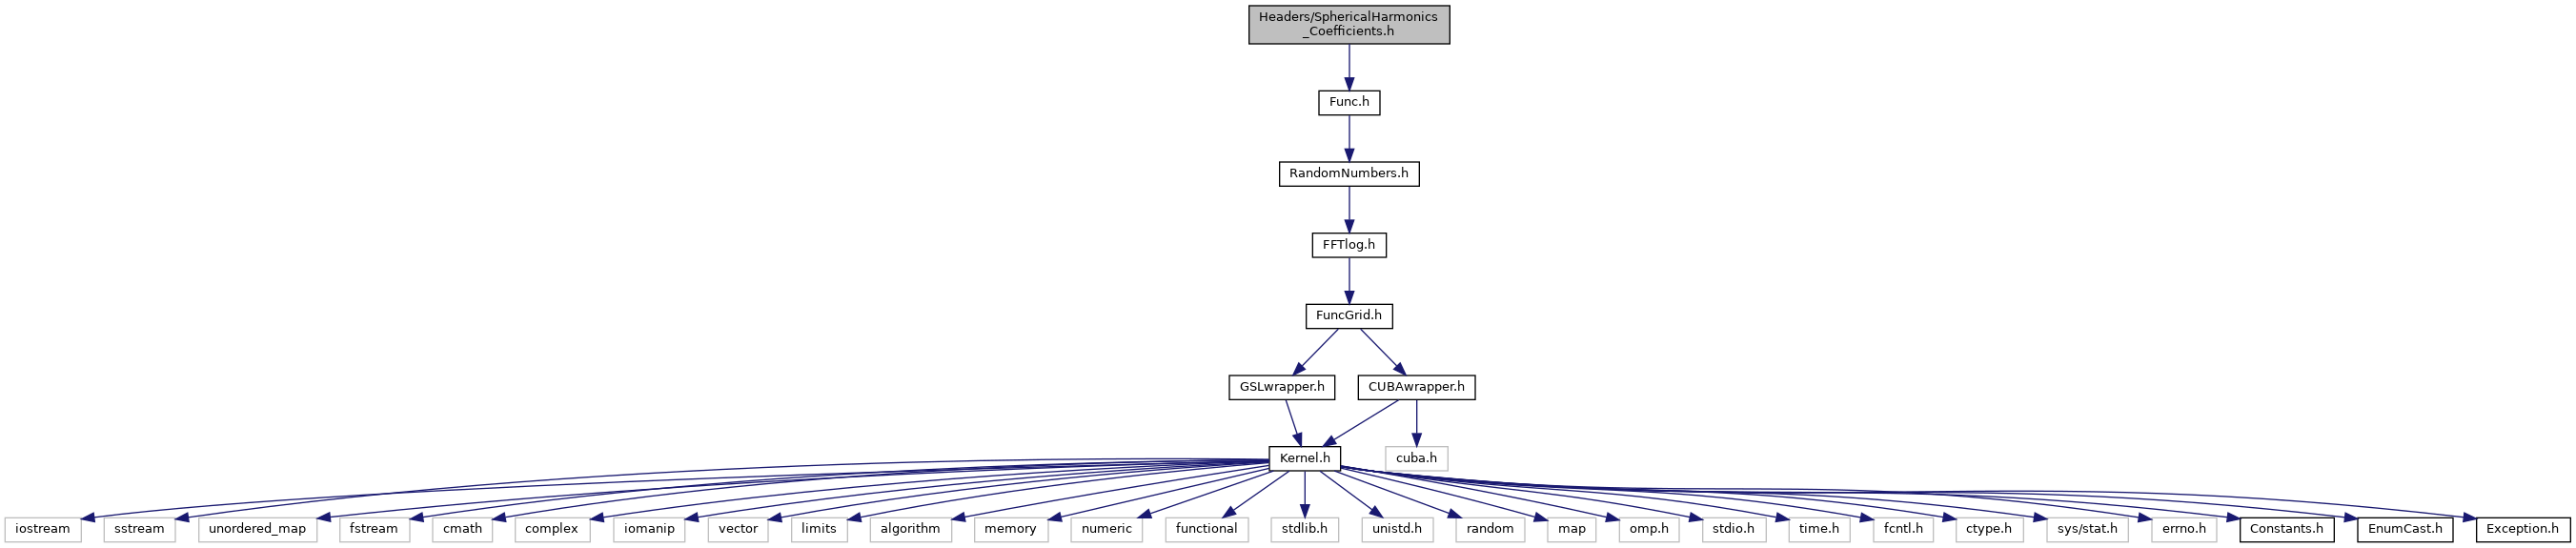 Headers/SphericalHarmonics
_Coefficients.h
Func.h
RandomNumbers.h
FFTlog.h
FuncGrid.h
GSLwrapper.h
CUBAwrapper.h
Kernel.h
cuba.h
iostream
sstream
unordered_map
fstream
cmath
complex
iomanip
vector
limits
algorithm
memory
numeric
functional
stdlib.h
unistd.h
random
map
omp.h
stdio.h
time.h
fcntl.h
ctype.h
sys/stat.h
errno.h
Constants.h
EnumCast.h
Exception.h